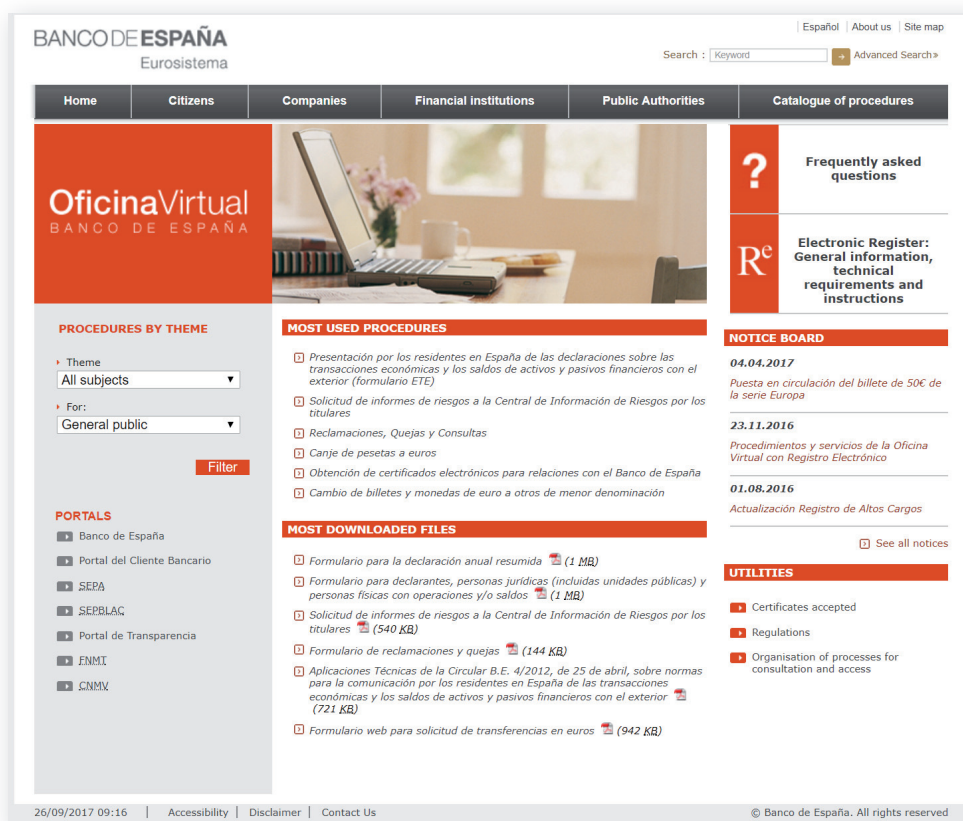 BANCO DE ESPAÑA
Eurosistema
Español About us Site map
Search : Keyword Advanced Search»
Home Citizens Companies Financial institutions Public Authorities Catalogue of procedures
OficinaVirtual
BANCO DE ESPAÑA
?
Frequently asked
questions
Re
Electronic Register:
General information,
technical
requirements and
instructions
PROCEDURES BY THEME
Theme
All subjects
For:
General public
Filter
PORTALS
Banco de España
Portal del Cliente Bancario
SEPA
SEPBLAC
Portal de Transparencia
FNMT
CNMV
MOST USED PROCEDURES
Presentación por los residentes en España de las declaraciones sobre las
transacciones económicas y los saldos de activos y pasivos financieros con el
exterior (formulario ETE)
Solicitud de informes de riesgos a la Central de Información de Riesgos por los
titulares
Reclamaciones, Quejas y Consultas
Canje de pesetas a euros
Obtención de certificados electrónicos para relaciones con el Banco de España
Cambio de billetes y monedas de euro a otros de menor denominación
MOST DOWNLOADED FILES
Formulario para la declaración anual resumida (1 MB)
Formulario para declarantes, personas jurídicas (incluidas unidades públicas) y
personas físicas con operaciones y/o saldos (1 MB)
Solicitud de informes de riesgos a la Central de Información de Riesgos por los
titulares (540 KB)
Formulario de reclamaciones y quejas (144 KB)
Aplicaciones Técnicas de la Circular B.E. 4/2012, de 25 de abril, sobre normas
para la comunicación por los residentes en España de las transacciones
económicas y los saldos de activos y pasivos financieros con el exterior
(721 KB)
Formulario web para solicitud de transferencias en euros (942 KB)
NOTICE BOARD
04.04.2017
Puesta en circulación del billete de 50€ de
la serie Europa
23.11.2016
Procedimientos y servicios de la Oficina
Virtual con Registro Electrónico
01.08.2016
Actualización Registro de Altos Cargos
See all notices
UTILITIES
Certificates accepted
Regulations
Organisation of processes for
consultation and access
26/09/2017 09:16 | Accessibility | Disclaimer | Contact Us
© Banco de España. All rights reserved